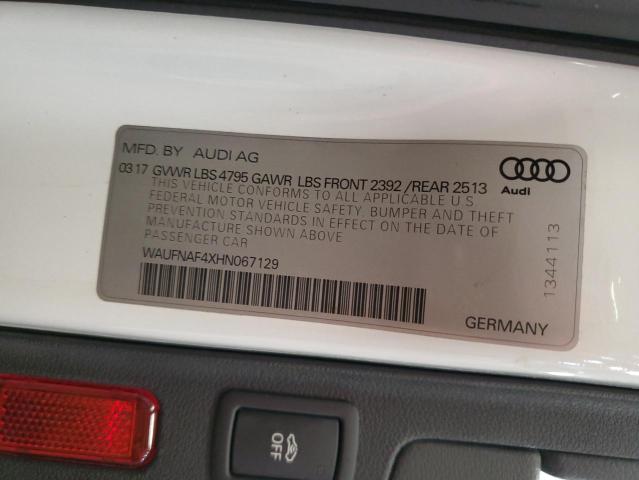 MFD. BY AUDI AG
03 17 GVWR LBS 4795 GAWR LBS FRONT 2392 /REAR 2513
THIS VEHICLE CONFORMS TO ALL APPLICABLE U.S
FEDERAL MOTOR VEHICLE SAFETY, BUMPER AND THEFT
PREVENTION STANDARDS IN EFFECT ON THE DATE OF
MANUFACTURE SHOWN ABOVE
PASSENGER CAR
WAUFNAF4XHN067129
Audi
1344113
GERMANY
OFF